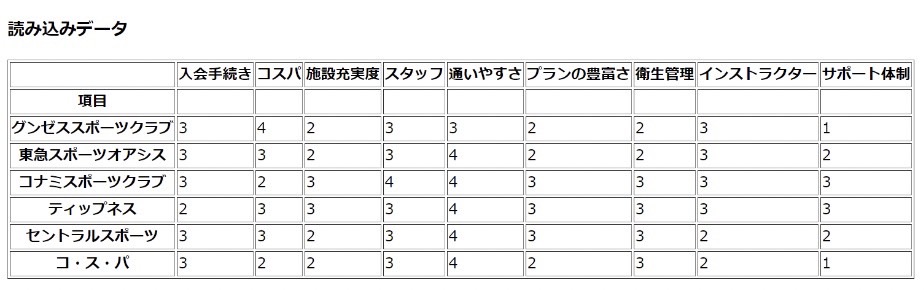 読み込みデータ
入会手続き コスパ 施設充実度 スタッフ 通いやすさ プランの豊富さ 衛生管理 インストラクター サポート体制
項目
グンゼスポーツクラブ 3 4 2 3 3 2 2 3 1
東急スポーツオアシス 3 3 2 3 4 2 2 3 2
コナミスポーツクラブ 3 2 3 4 4 3 3 3 3
ティップネス 2 3 3 3 4 3 3 3 3
セントラルスポーツ 3 3 2 3 4 3 3 2 2
コ・ス・パ 3 2 2 3 4 2 3 2 1